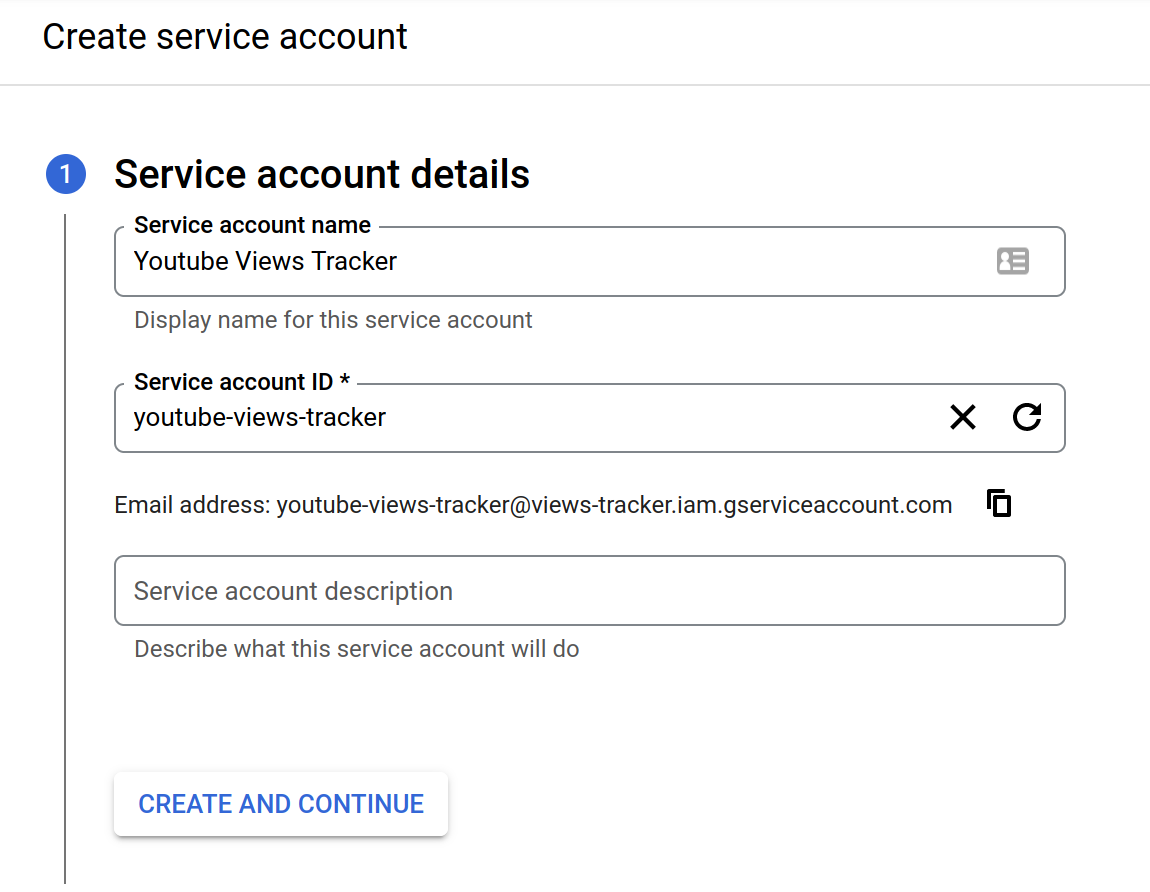 Create service account
1
Service account details
Service account name
Youtube Views Tracker
Display name for this service account
Service account ID *
youtube-views-tracker
Email address: youtube-views-tracker@views-tracker.iam.gserviceaccount.com
Service account description
Describe what this service account will do
CREATE AND CONTINUE